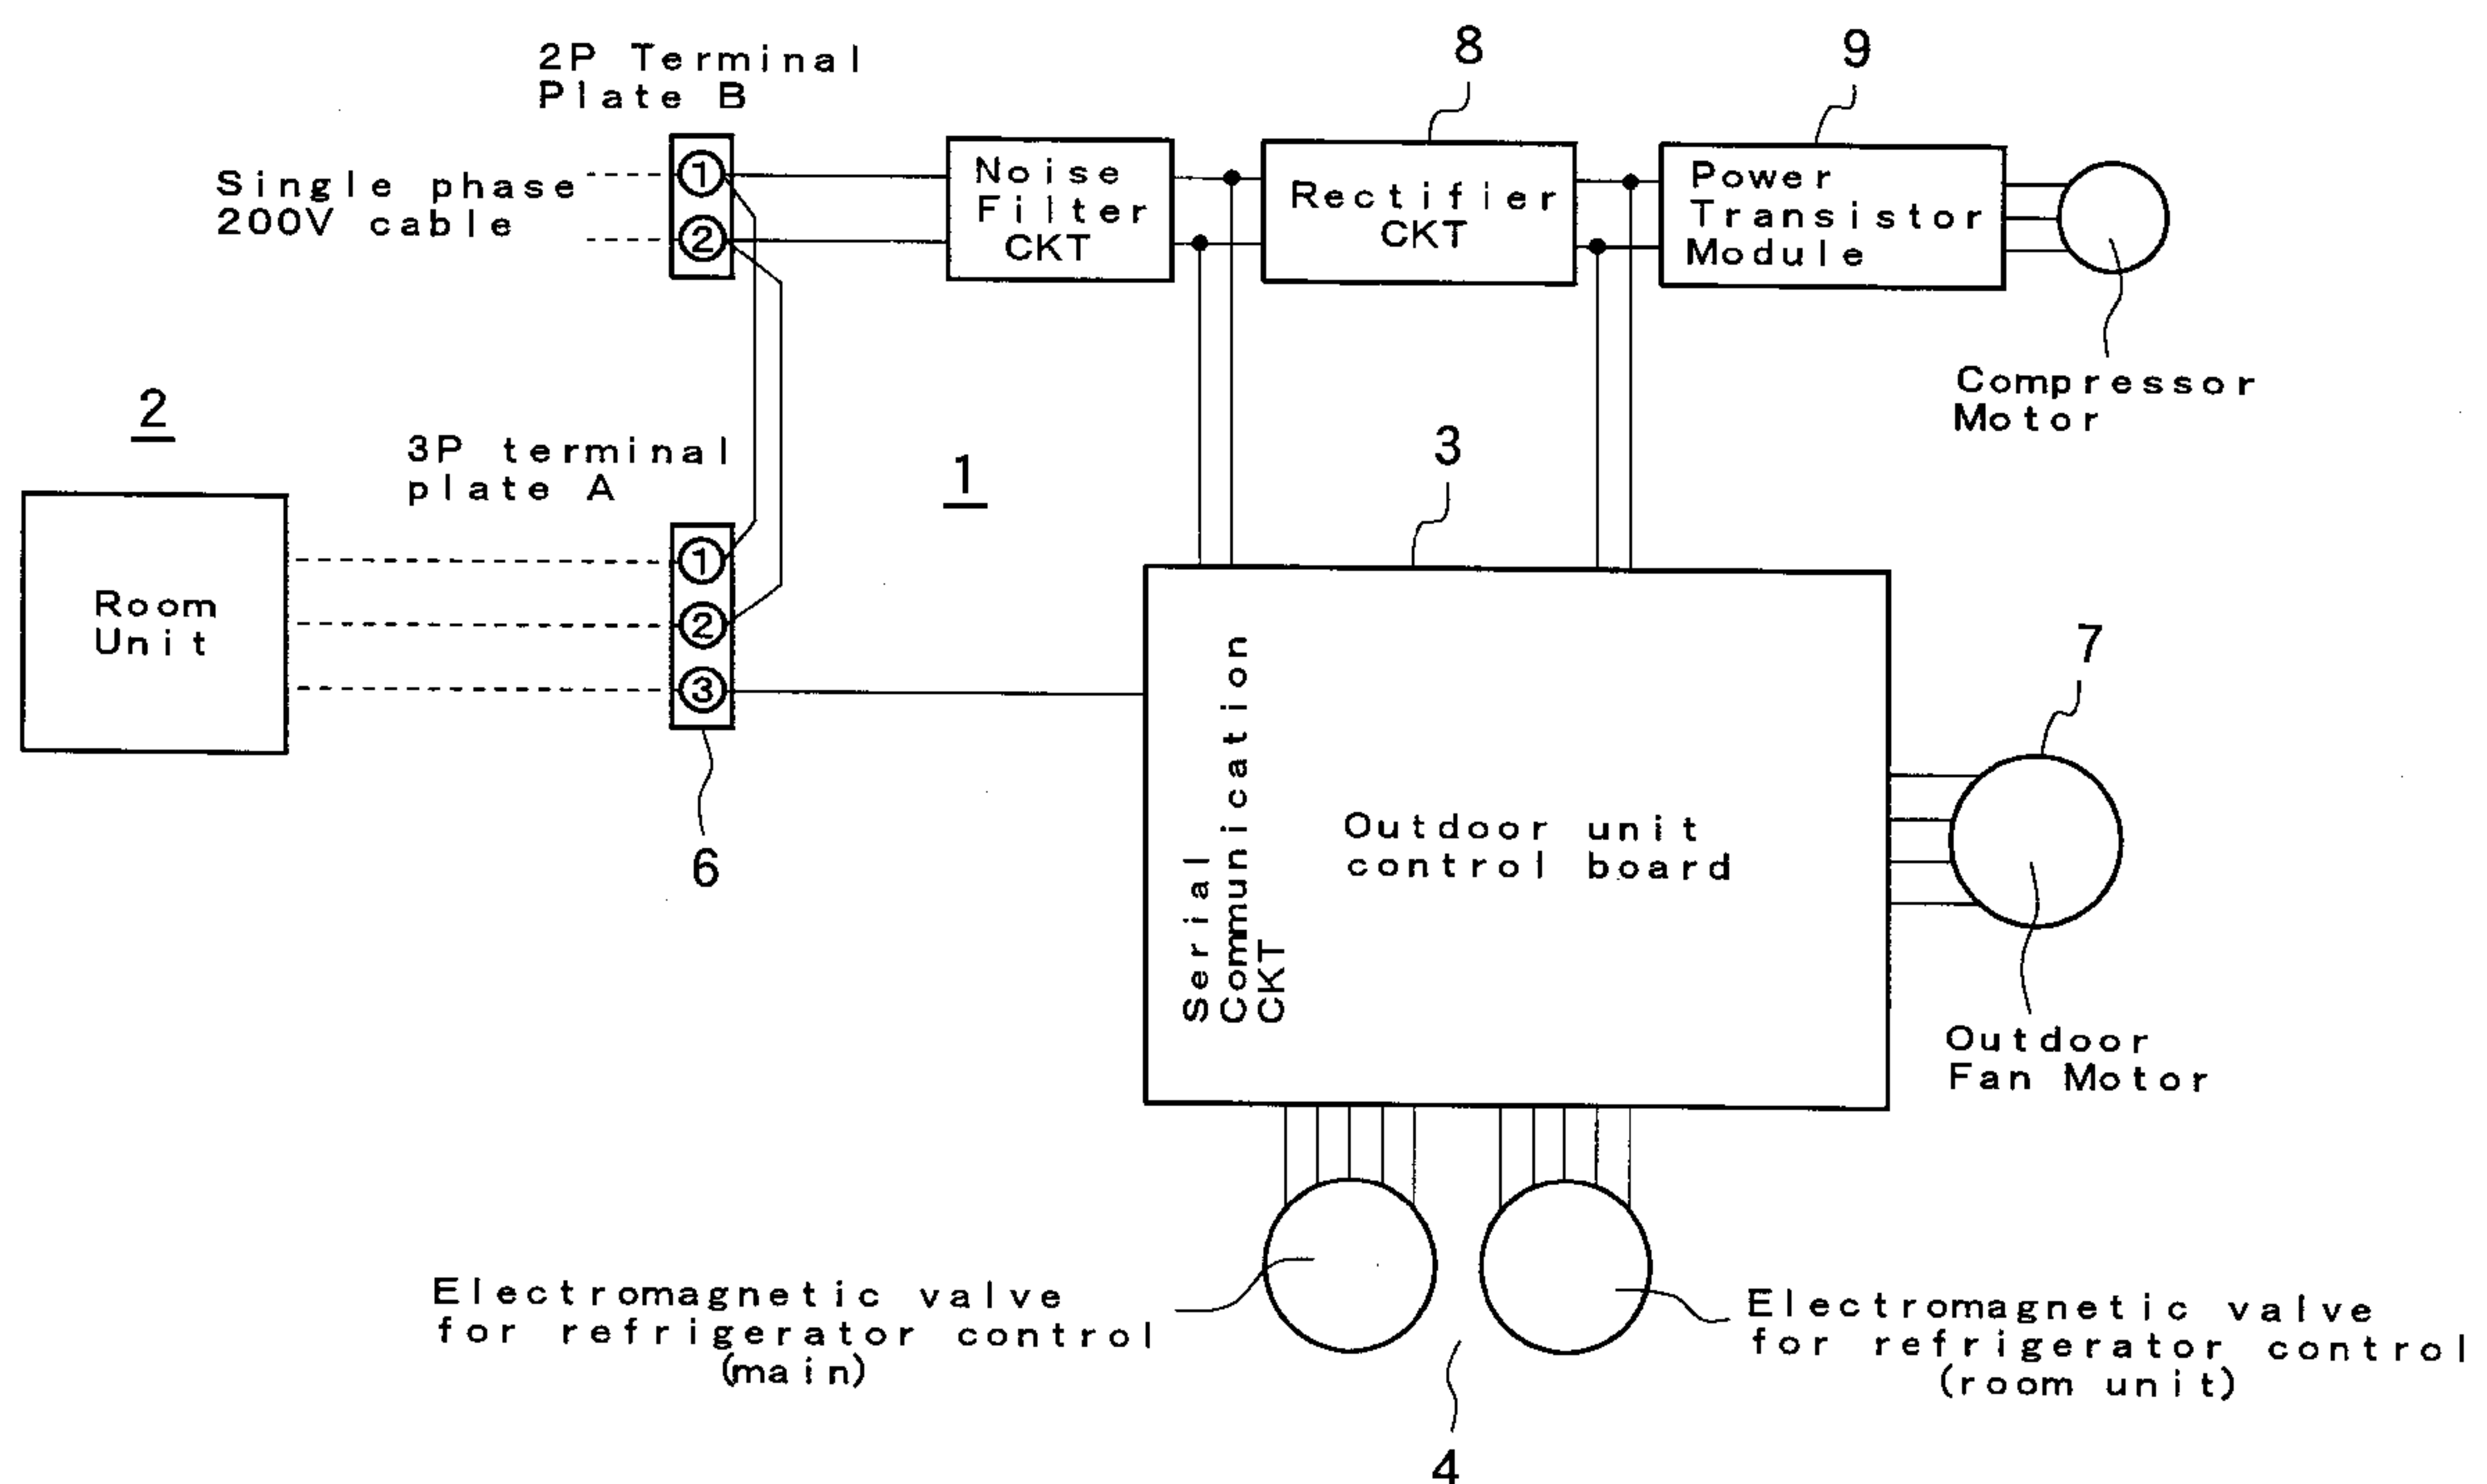 2P Terminal
Plate B
8
9
Single phase
200V cable
①
②
Noise
Filter
CKT
Rectifier
CKT
Power
Transistor
Module
Compressor
Motor
2
3P terminal
plate A
1
3
Room
Unit
①
②
③
6
Serial
Communication
CKT
Outdoor unit
control board
7
Outdoor
Fan Motor
Electromagnetic valve
for refrigerator control
(main)
Electromagnetic valve
for refrigerator control
(room unit)
4